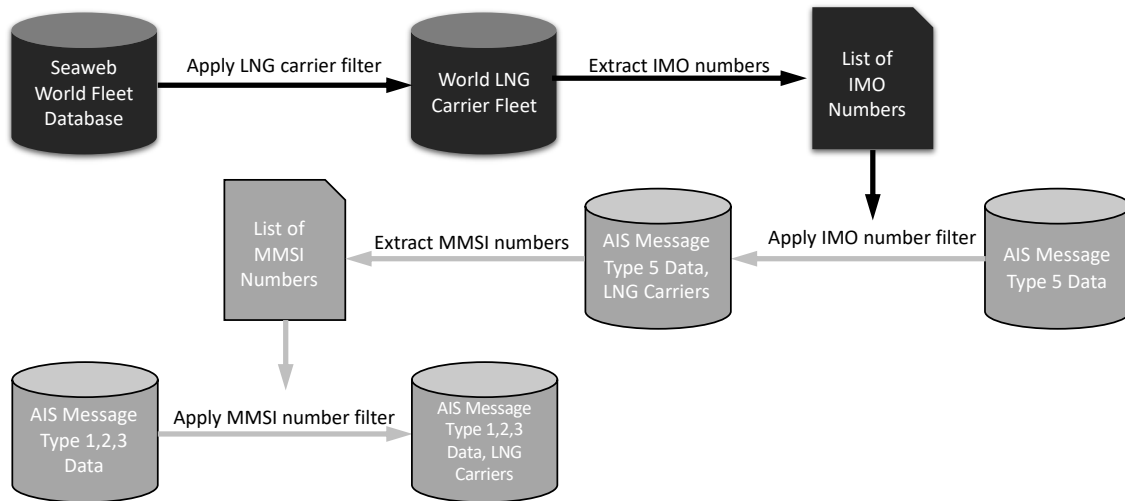 Seaweb
World Fleet
Database
Apply LNG carrier filter
World LNG
Carrier Fleet
Extract IMO numbers
List of
IMO
Numbers
List of
MMSI
Numbers
Extract MMSI numbers
AIS Message
Type 5 Data,
LNG Carriers
Apply IMO number filter
AIS Message
Type 5 Data
AIS Message
Type 1,2,3
Data
Apply MMSI number filter
AIS Message
Type 1,2,3
Data, LNG
Carriers